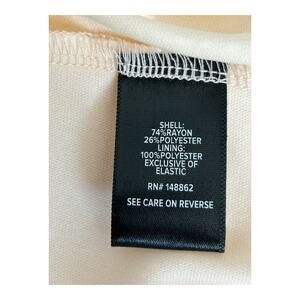 SHELL:
74%RAYON
26%POLYESTER
LINING:
100%POLYESTER
EXCLUSIVE OF
ELASTIC
RN# 148862
SEE CARE ON REVERSE